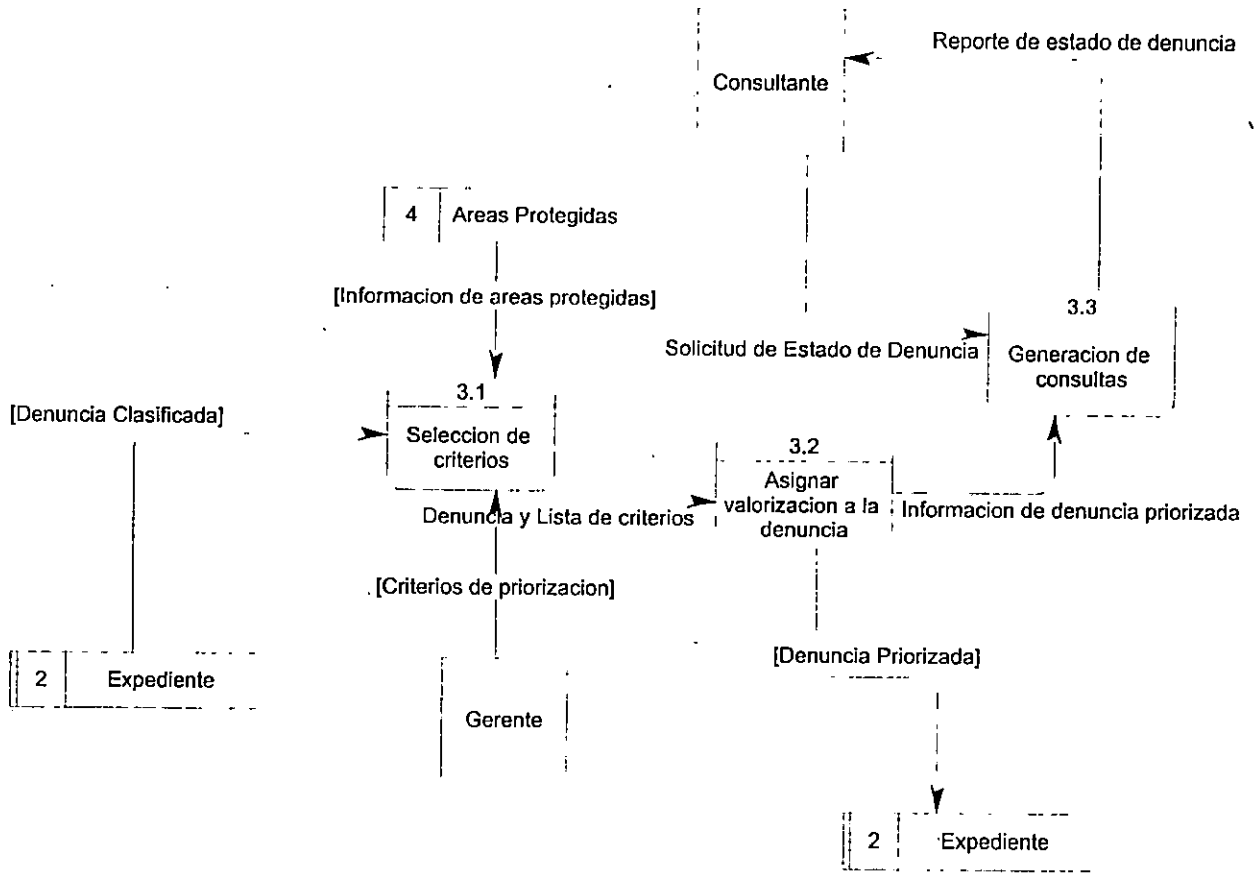 Reporte de estado de denuncia
Consultante
4 Areas Protegidas
[Informacion de areas protegidas]
3.3
Solicitud de Estado de Denuncia
Generacion de
consultas
3.1
[Denuncia Clasificada]
Seleccion de
criterios
3.2
Asignar
valorizacion a la
denuncia
Denuncia y Lista de criterios
Informacion de denuncia priorizada
[Criterios de priorizacion]
[Denuncia Priorizada]
2 Expediente
Gerente
2 Expediente